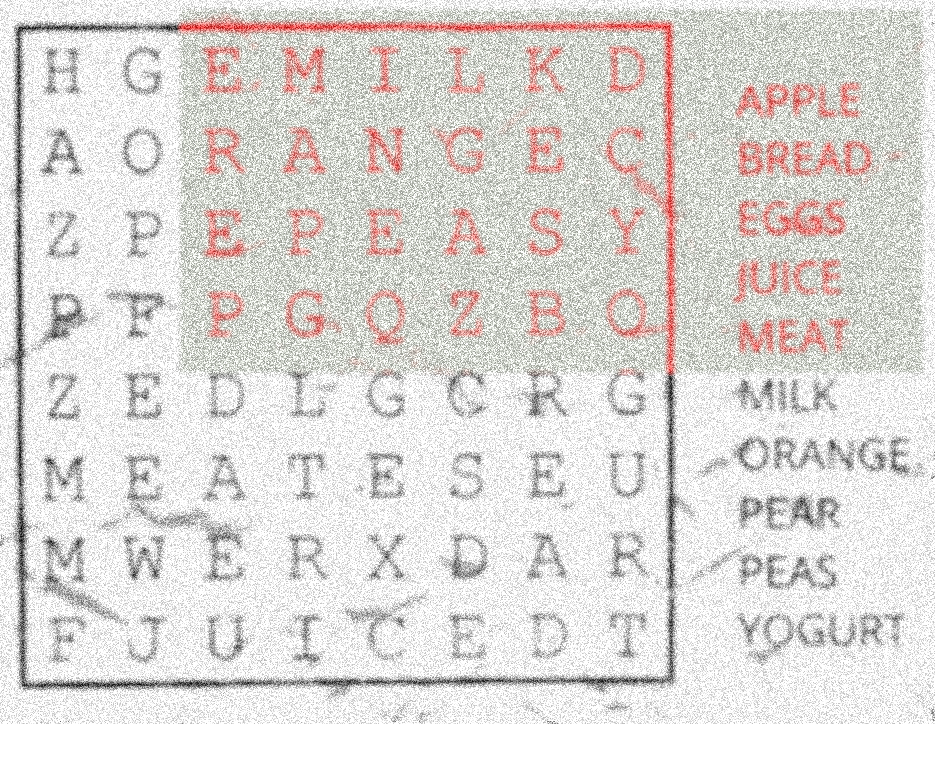 H G E M I L K D
A O R A N G E C
Z P E P E A S Y
P F P G Q Z B O
Z E D L G C R G
M E A T E S E U
M W E R X D A R
F J U I C E D T
APPLE
BREAD
EGGS
JUICE
MEAT
MILK
ORANGE
PEAR
PEAS
YOGURT